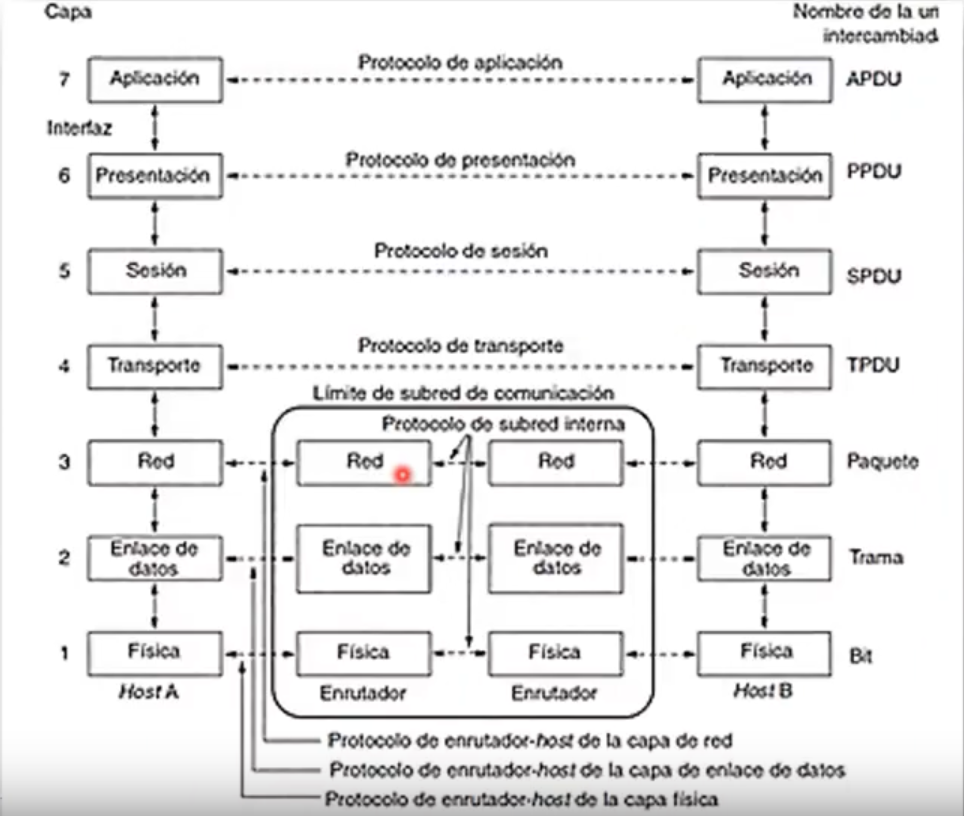 Capa
Nombre de la un
intercambiad
7 Aplicación Protocolo de aplicación Aplicación APDU
Interfaz
6 Presentación Protocolo de presentación Presentación PPDU
5 Sesión Protocolo de sesión Sesión SPDU
4 Transporte Protocolo de transporte Transporte TPDU
Límite de subred de comunicación
Protocolo de subred interna
3 Red Red Red Red Paquete
2 Enlace de datos Enlace de datos Enlace de datos Enlace de datos Trama
1 Física Física Física Física Bit
Host A Enrutador Enrutador Host B
Protocolo de enrutador-host de la capa de red
Protocolo de enrutador-host de la capa de enlace de datos
Protocolo de enrutador-host de la capa física